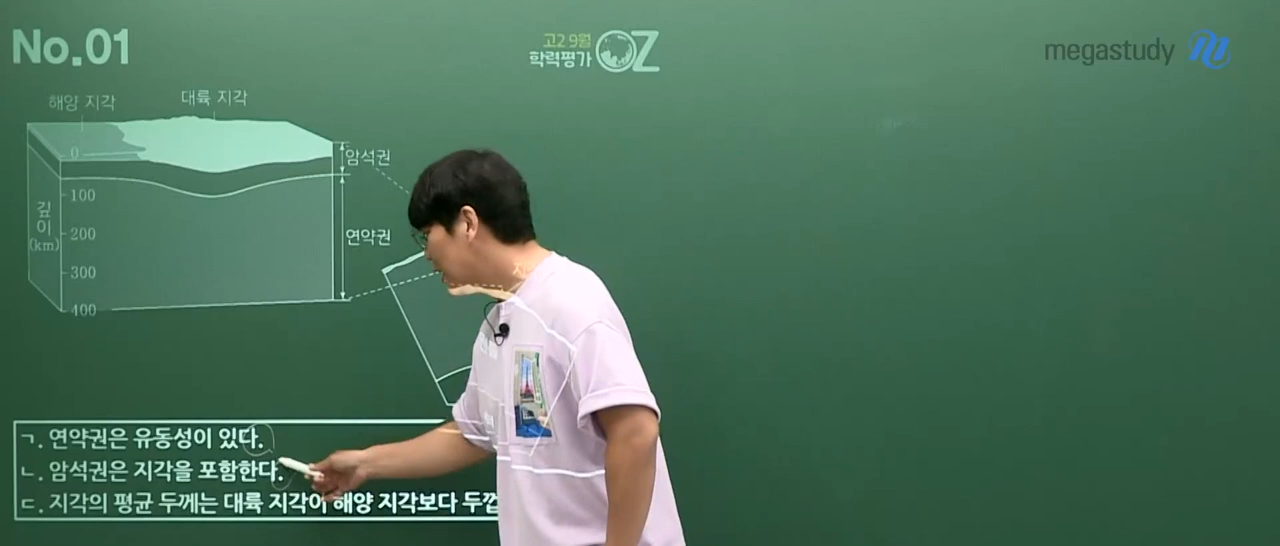 No.01
고2 9월
학력평가 OZ
megastudy
해양 지각
대륙 지각
0
암석권
100
200
300
400
깊이
(km)
연약권
ㄱ. 연약권은 유동성이 있다.
ㄴ. 암석권은 지각을 포함한다.
ㄷ. 지각의 평균 두께는 대륙 지각이 해양 지각보다